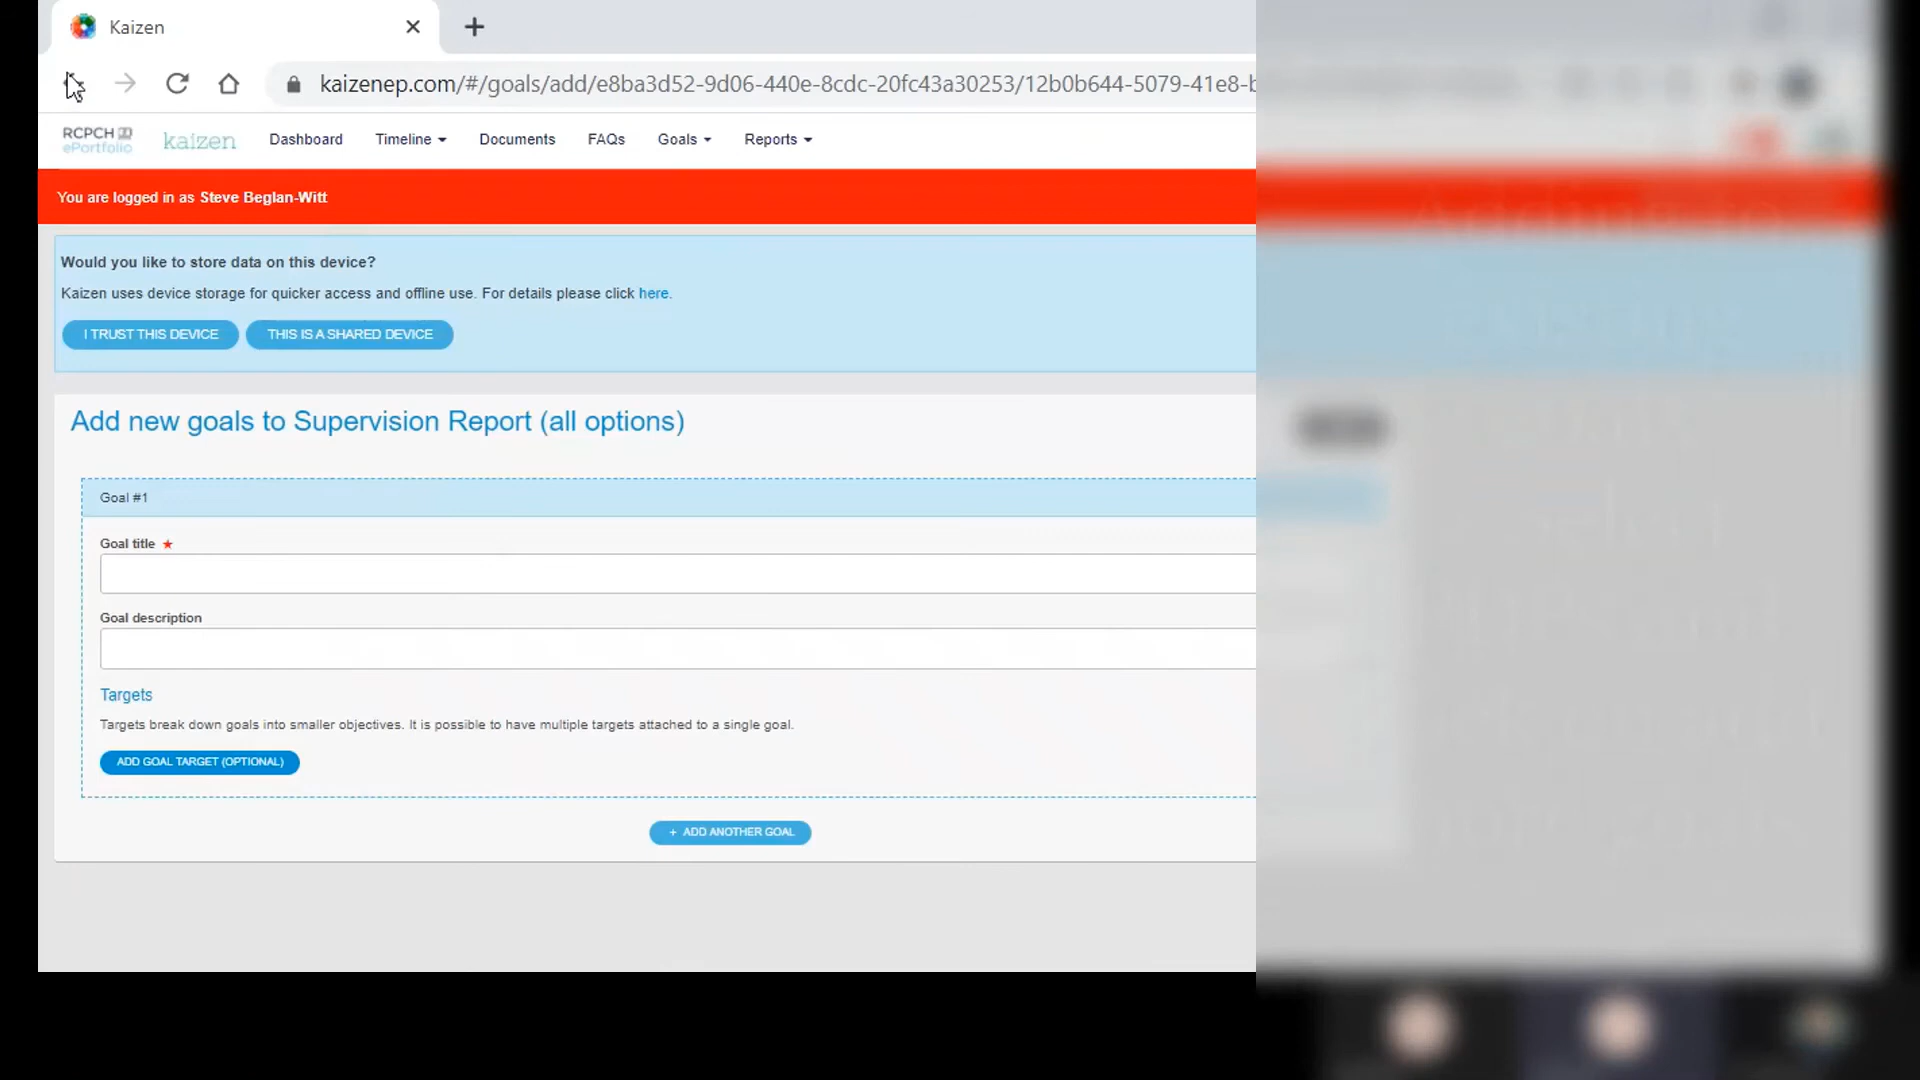 Kaizen
kaizenep.com/#/goals/add/e8ba3d52-9d06-440e-8cdc-20fc43a30253/12b0b644-5079-41e8-b
RCPCH ePortfolio kaizen Dashboard Timeline Documents FAQs Goals Reports
You are logged in as Steve Beglan-Witt
Would you like to store data on this device?
Kaizen uses device storage for quicker access and offline use. For details please click here.
I TRUST THIS DEVICE THIS IS A SHARED DEVICE
Add new goals to Supervision Report (all options)
Goal #1
Goal title ★
Goal description
Targets
Targets break down goals into smaller objectives. It is possible to have multiple targets attached to a single goal.
ADD GOAL TARGET (OPTIONAL)
+ ADD ANOTHER GOAL